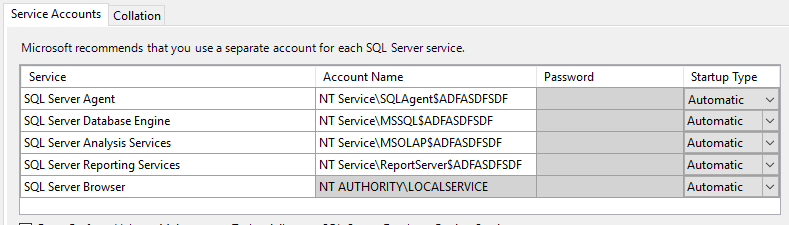 Service Accounts Collation
Microsoft recommends that you use a separate account for each SQL Server service.
Service Account Name Password Startup Type
SQL Server Agent NT Service\SQLAgent$ADFASDFSDF Automatic
SQL Server Database Engine NT Service\MSSQL$ADFASDFSDF Automatic
SQL Server Analysis Services NT Service\MSOLAP$ADFASDFSDF Automatic
SQL Server Reporting Services NT Service\ReportServer$ADFASDFSDF Automatic
SQL Server Browser NT AUTHORITY\LOCALSERVICE Automatic